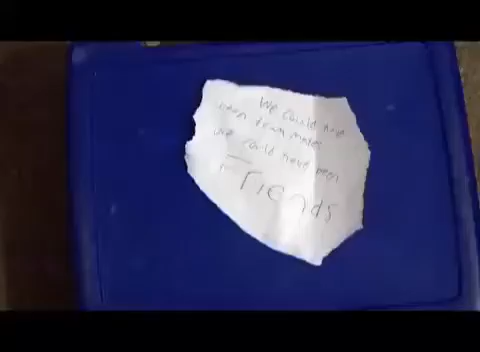 We could have
been team mates
we could have been
Friends